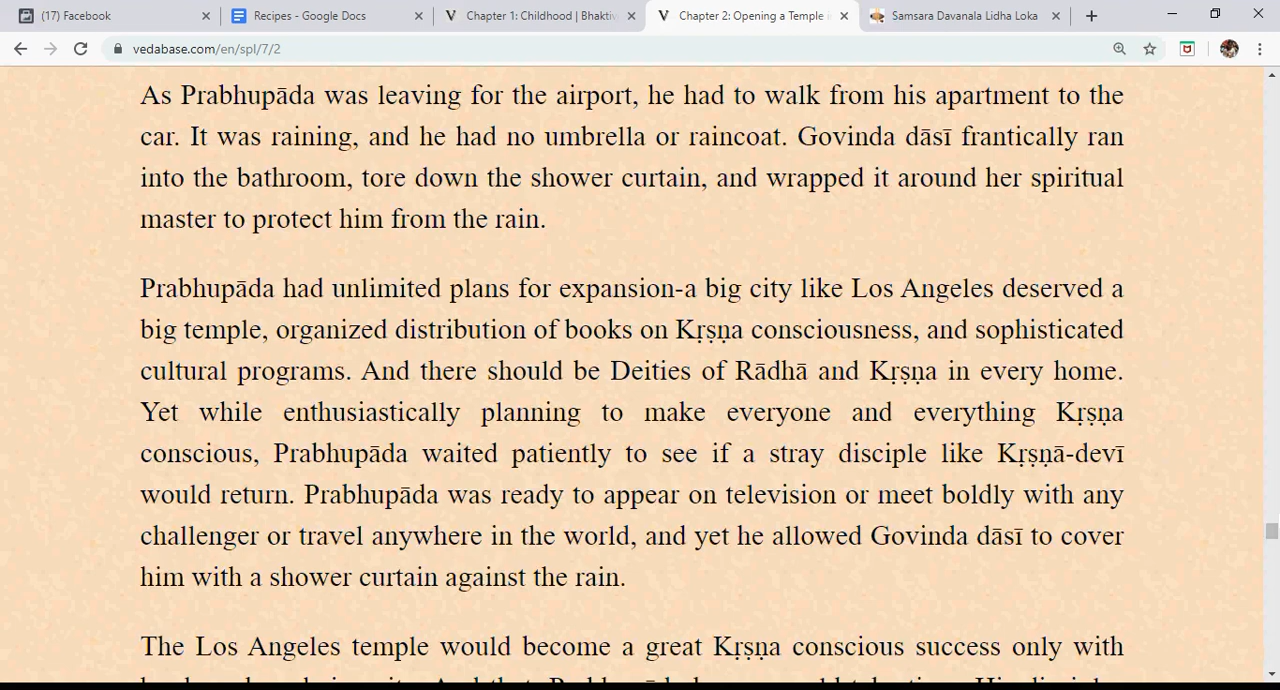 (17) Facebook
Recipes - Google Docs
Chapter 1: Childhood | Bhaktiv
Chapter 2: Opening a Temple i
Samsara Davanala Lidha Loka
vedabase.com/en/spl/7/2
As Prabhupāda was leaving for the airport, he had to walk from his apartment to the
car. It was raining, and he had no umbrella or raincoat. Govinda dāsī frantically ran
into the bathroom, tore down the shower curtain, and wrapped it around her spiritual
master to protect him from the rain.
Prabhupāda had unlimited plans for expansion-a big city like Los Angeles deserved a
big temple, organized distribution of books on Kṛṣṇa consciousness, and sophisticated
cultural programs. And there should be Deities of Rādhā and Kṛṣṇa in every home.
Yet while enthusiastically planning to make everyone and everything Kṛṣṇa
conscious, Prabhupāda waited patiently to see if a stray disciple like Kṛṣṇā-devī
would return. Prabhupāda was ready to appear on television or meet boldly with any
challenger or travel anywhere in the world, and yet he allowed Govinda dāsī to cover
him with a shower curtain against the rain.
The Los Angeles temple would become a great Kṛṣṇa conscious success only with